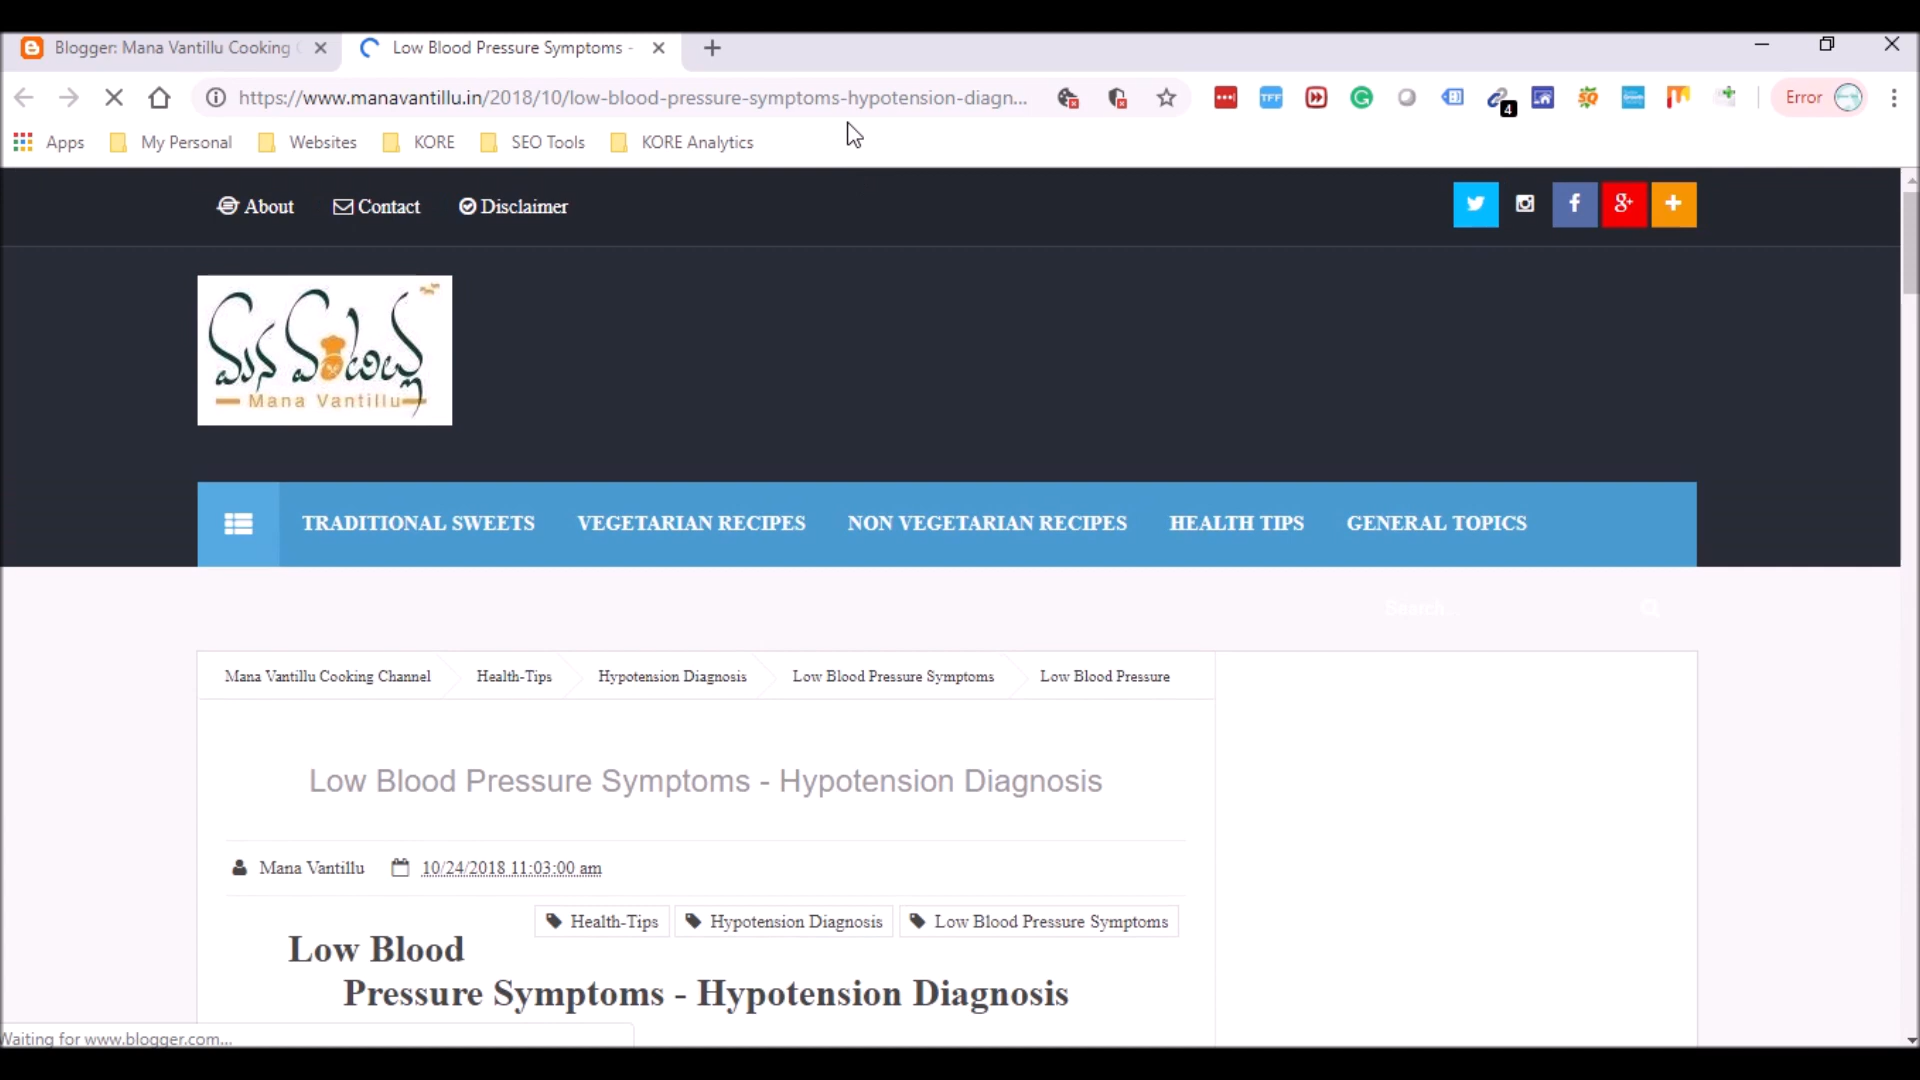 Blogger: Mana Vantillu Cooking
Low Blood Pressure Symptoms -
https://www.manavantillu.in/2018/10/low-blood-pressure-symptoms-hypotension-diagn...
TFF
4
Error
Apps
My Personal
Websites
KORE
SEO Tools
KORE Analytics
About
Contact
Disclaimer
మన వంటిల్లు
Mana Vantillu
TRADITIONAL SWEETS
VEGETARIAN RECIPES
NON VEGETARIAN RECIPES
HEALTH TIPS
GENERAL TOPICS
Mana Vantillu Cooking Channel
Health-Tips
Hypotension Diagnosis
Low Blood Pressure Symptoms
Low Blood Pressure
Low Blood Pressure Symptoms - Hypotension Diagnosis
Mana Vantillu
10/24/2018 11:03:00 am
Health-Tips
Hypotension Diagnosis
Low Blood Pressure Symptoms
Low Blood
Pressure Symptoms - Hypotension Diagnosis
Waiting for www.blogger.com...